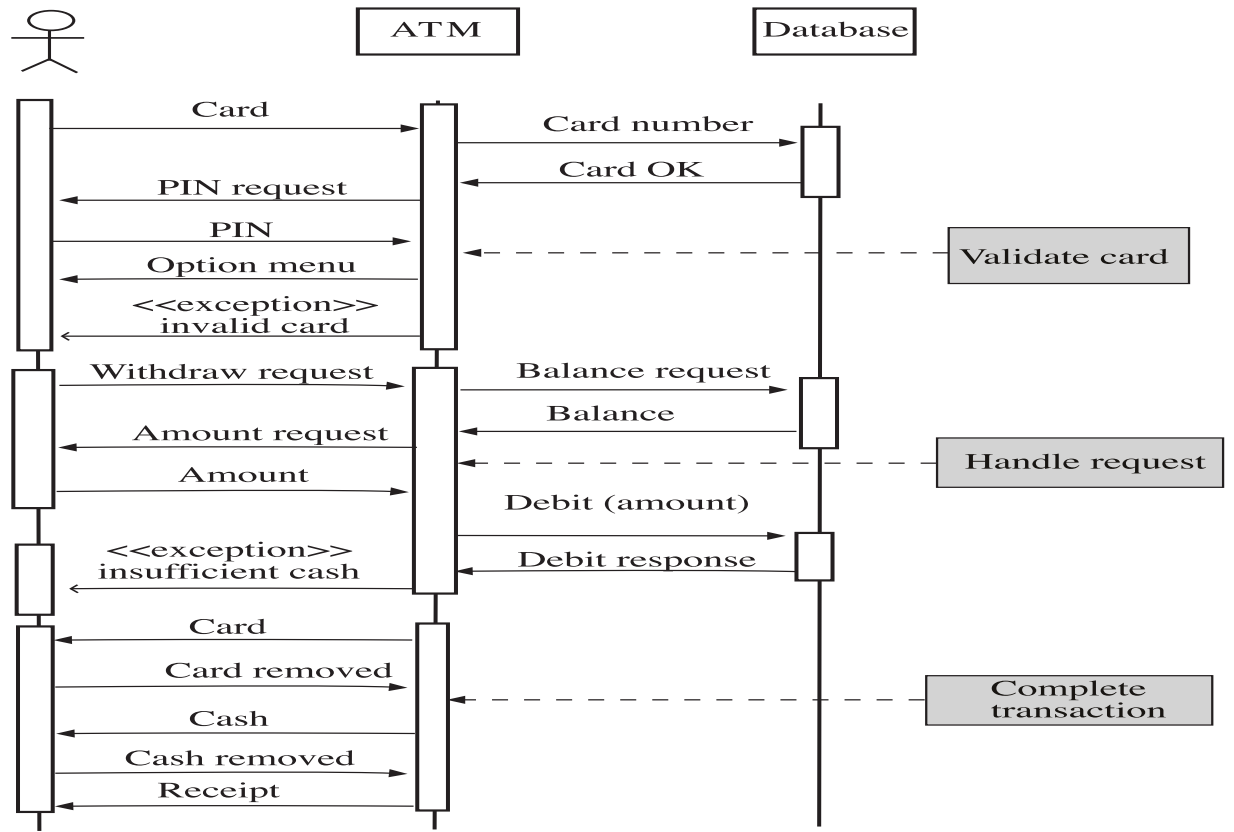 ATM
Database
Card
Card number
Card OK
PIN request
PIN
Validate card
Option menu
<<exception>>
invalid card
Withdraw request
Balance request
Balance
Amount request
Handle request
Amount
Debit (amount)
<<exception>>
insufficient cash
Debit response
Card
Card removed
Complete
transaction
Cash
Cash removed
Receipt